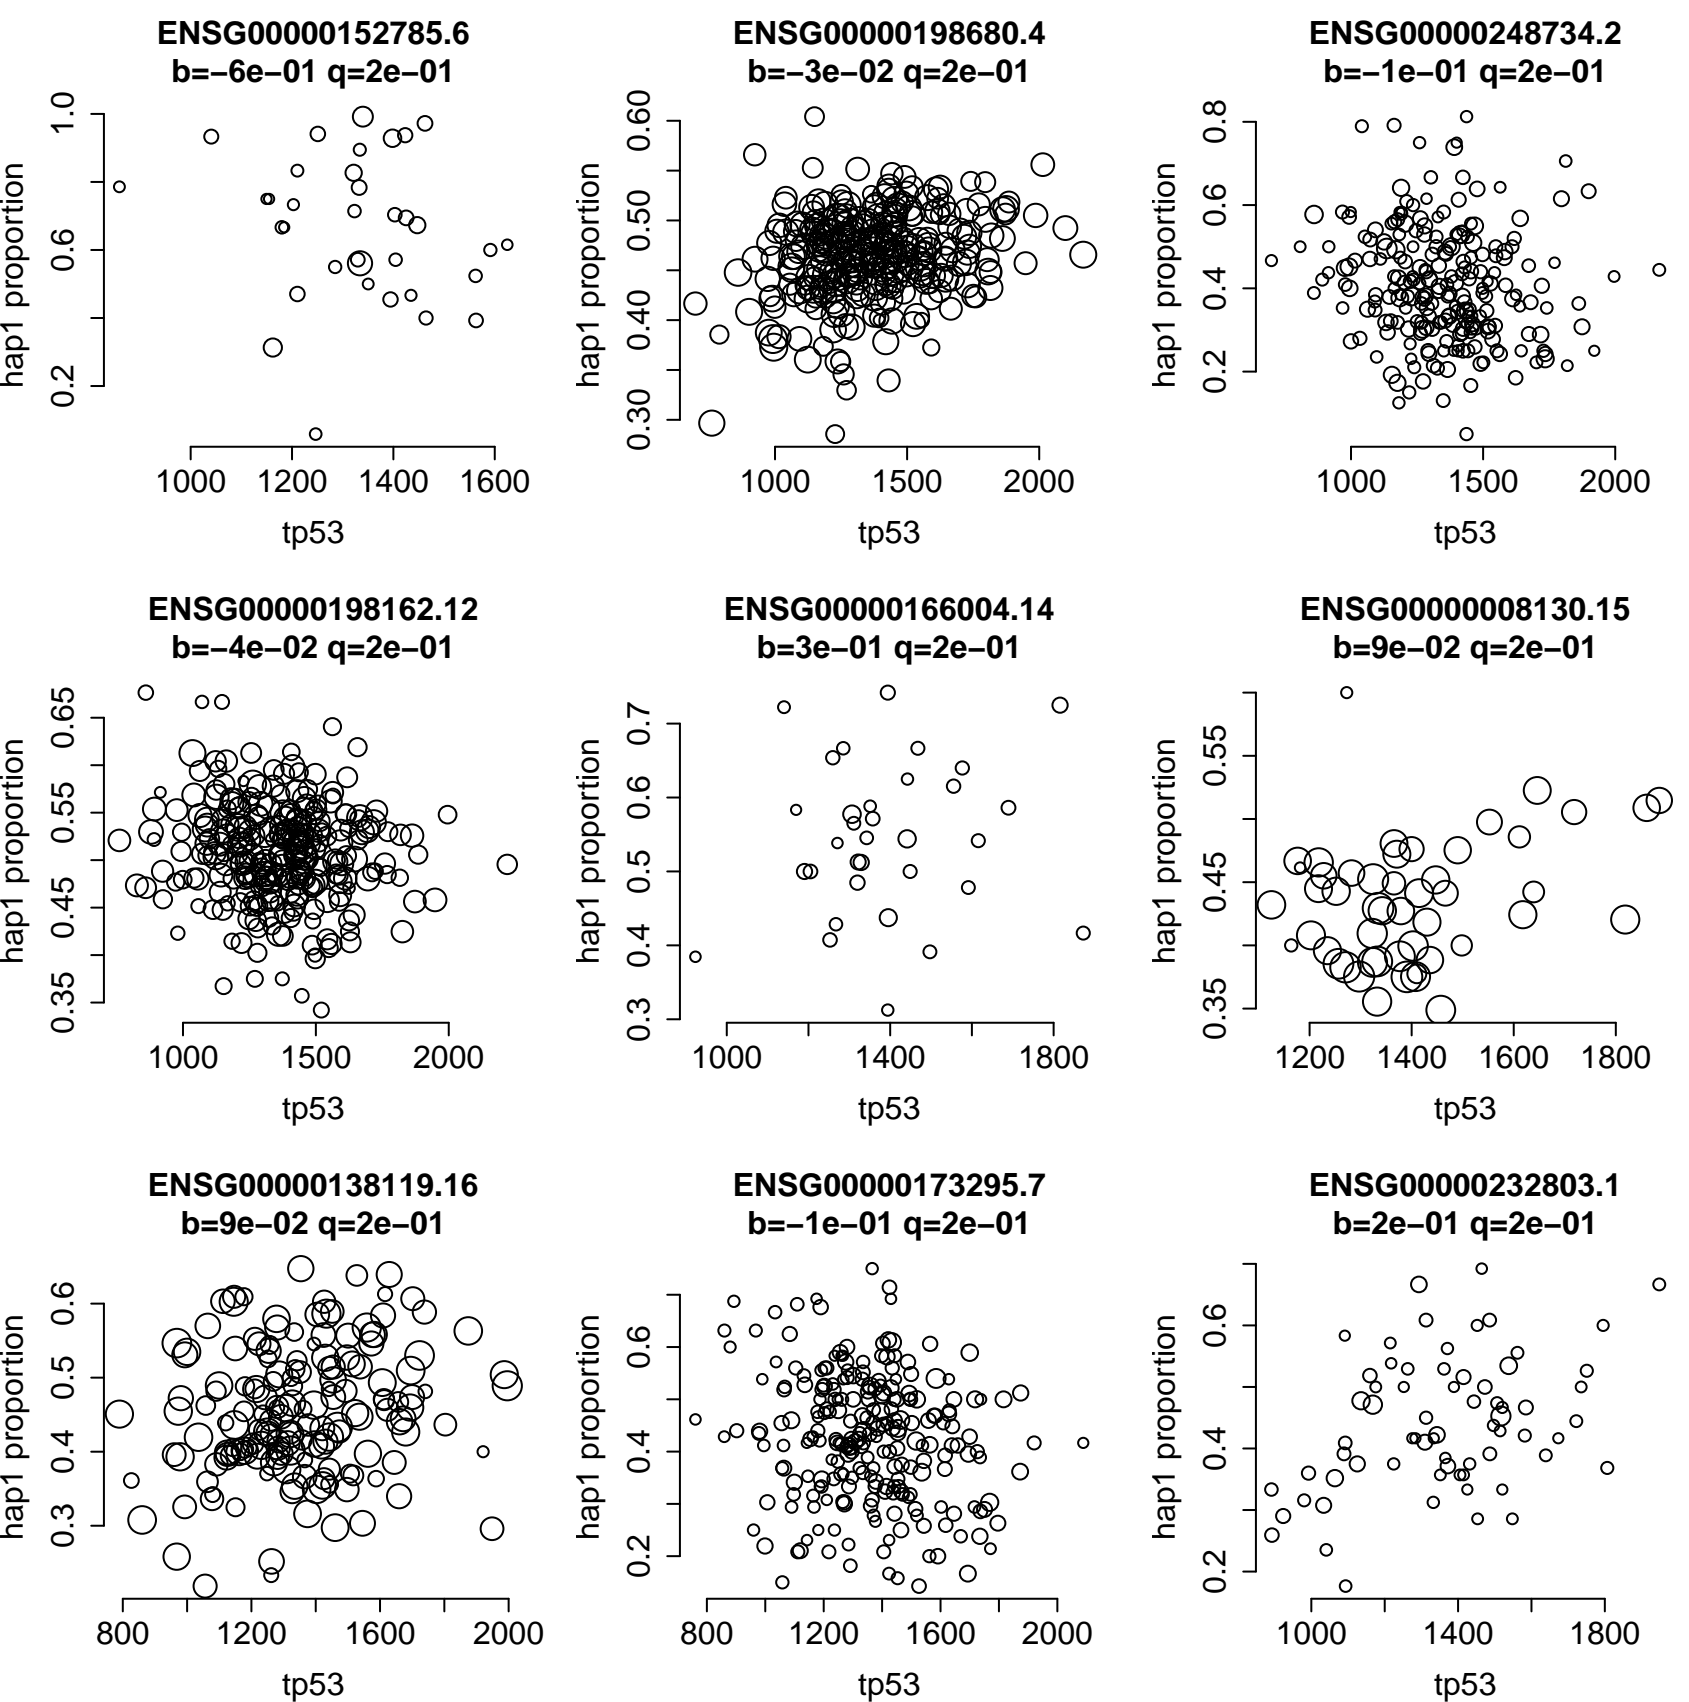 ENSG00000152785.6
b=−6e−01 q=2e−01
hap1 proportion
1.0
0.6
0.2
1000 1200 1400 1600
tp53
ENSG00000198680.4
b=−3e−02 q=2e−01
hap1 proportion
0.60
0.50
0.40
0.30
1000 1500 2000
tp53
ENSG00000248734.2
b=−1e−01 q=2e−01
hap1 proportion
0.8
0.6
0.4
0.2
1000 1500 2000
tp53
ENSG00000198162.12
b=−4e−02 q=2e−01
hap1 proportion
0.65
0.55
0.45
0.35
1000 1500 2000
tp53
ENSG00000166004.14
b=3e−01 q=2e−01
hap1 proportion
0.7
0.6
0.5
0.4
0.3
1000 1400 1800
tp53
ENSG00000008130.15
b=9e−02 q=2e−01
hap1 proportion
0.55
0.45
0.35
1200 1400 1600 1800
tp53
ENSG00000138119.16
b=9e−02 q=2e−01
hap1 proportion
0.6
0.5
0.4
0.3
800 1200 1600 2000
tp53
ENSG00000173295.7
b=−1e−01 q=2e−01
hap1 proportion
0.6
0.4
0.2
800 1200 1600 2000
tp53
ENSG00000232803.1
b=2e−01 q=2e−01
hap1 proportion
0.6
0.4
0.2
1000 1400 1800
tp53